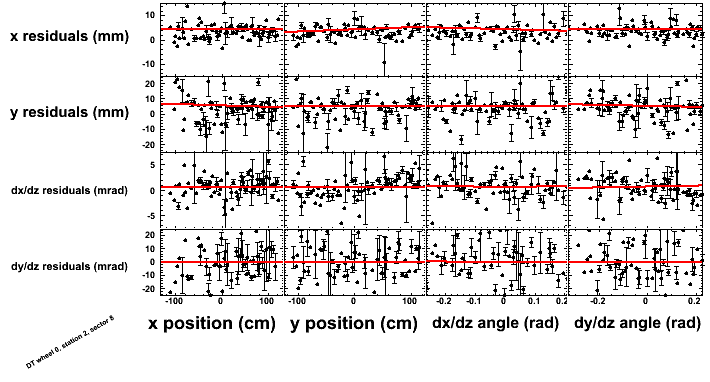 x residuals (mm)
10
0
-10
y residuals (mm)
20
10
0
-10
-20
dx/dz residuals (mrad)
5
0
-5
dy/dz residuals (mrad)
20
10
0
-10
-20
-100 0 100 -100 0 100 -0.2 0 0.1 0.2 -0.2 0 0.2
x position (cm) y position (cm) dx/dz angle (rad) dy/dz angle (rad)
DT wheel 0, station 2, sector 8